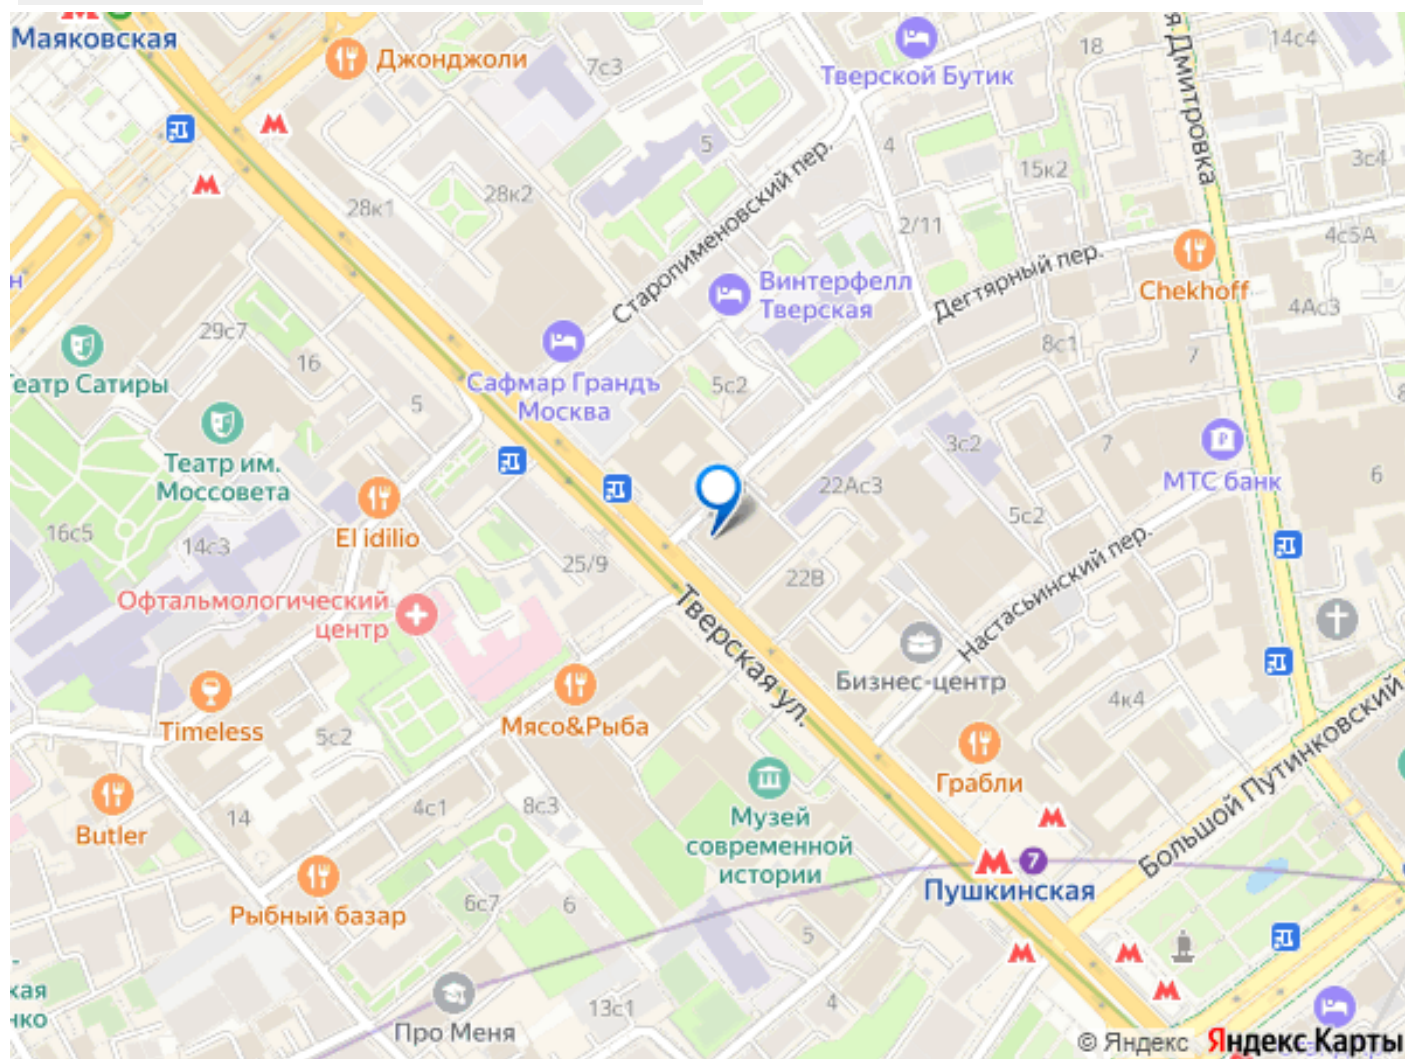 Маяковская
Джонджоли
7с3
Тверской Бутик
18
14с4
я Дмитровка
3с4
5
4
15к2
28к2
28к1
Старопименовский пер.
2/11
4с5А
Дегтярный пер.
Chekhoff
4Ас3
н
Винтерфелл
Тверская
29с7
16
8с1
7
еатр Сатиры
Сафмар Грандъ
Москва
5с2
5
3с2
7
МТС банк
6
Театр им.
Моссовета
22Ас3
5с2
16с5
14с3
El idilio
25/9
22В
Настасьинский пер.
Офтальмологический
центр
Тверская ул.
Бизнес-центр
4к4
Timeless
5с2
Мясо&Рыба
Грабли
Большой Путинковский
Butler
14
4с1
8с3
Музей
современной
истории
7
Пушкинская
Рыбный базар
6с7
6
5
кая
нко
Про Меня
13с1
4
© Яндекс
Яндекс Карты